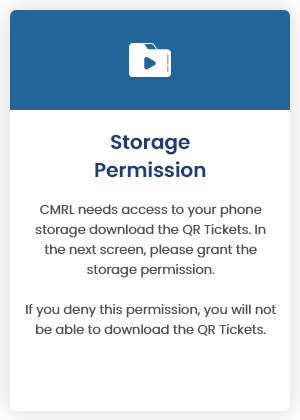 Storage
Permission
CMRL needs access to your phone
storage download the QR Tickets. In
the next screen, please grant the
storage permission.
If you deny this permission, you will not
be able to download the QR Tickets.